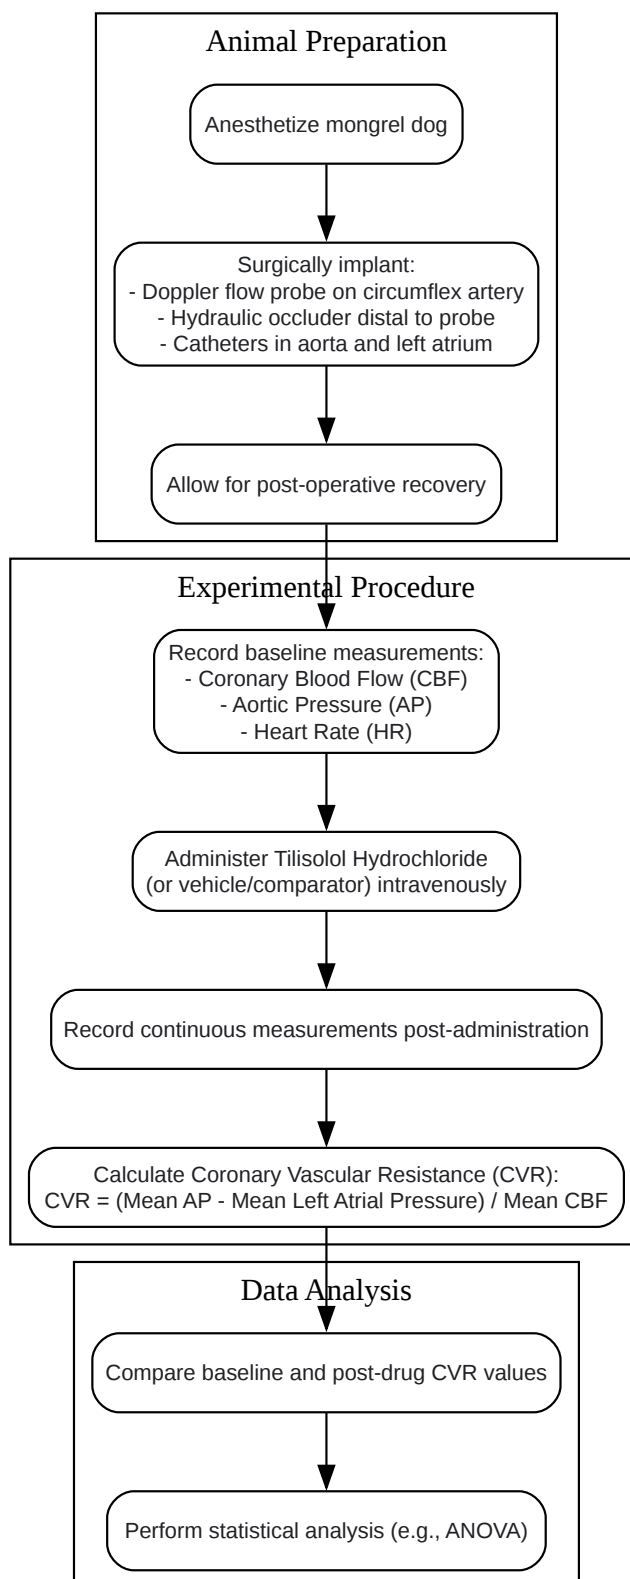 Animal Preparation
Anesthetize mongrel dog
Surgically implant:
- Doppler flow probe on circumflex artery
- Hydraulic occluder distal to probe
- Catheters in aorta and left atrium
Allow for post-operative recovery
Experimental Procedure
Record baseline measurements:
- Coronary Blood Flow (CBF)
- Aortic Pressure (AP)
- Heart Rate (HR)
Administer Tilisolol Hydrochloride
(or vehicle/comparator) intravenously
Record continuous measurements post-administration
Calculate Coronary Vascular Resistance (CVR):
CVR = (Mean AP - Mean Left Atrial Pressure) / Mean CBF
Data Analysis
Compare baseline and post-drug CVR values
Perform statistical analysis (e.g., ANOVA)